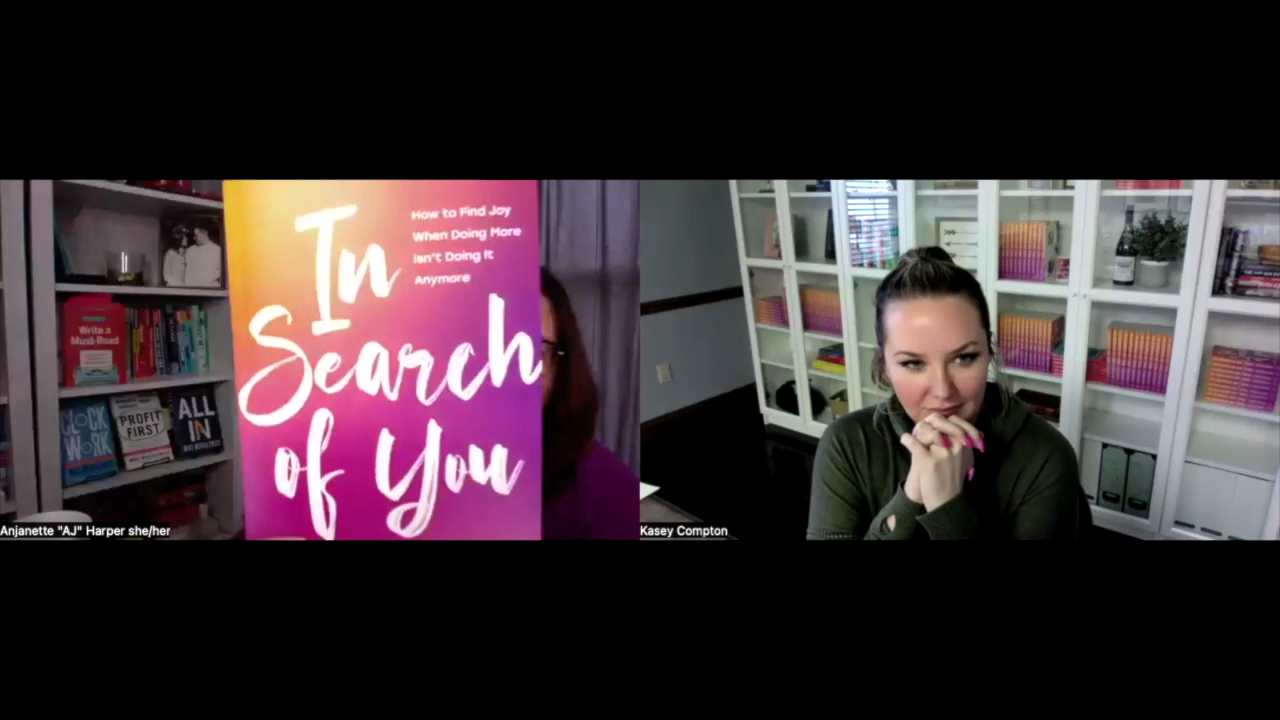 In
Search
of You
How to Find Joy
When Doing More
Isn't Doing It
Anymore
Write a
Must-Read
CLOCK
WORK
PROFIT
FIRST
ALL
IN
Anjanette "AJ" Harper she/her
Kasey Compton